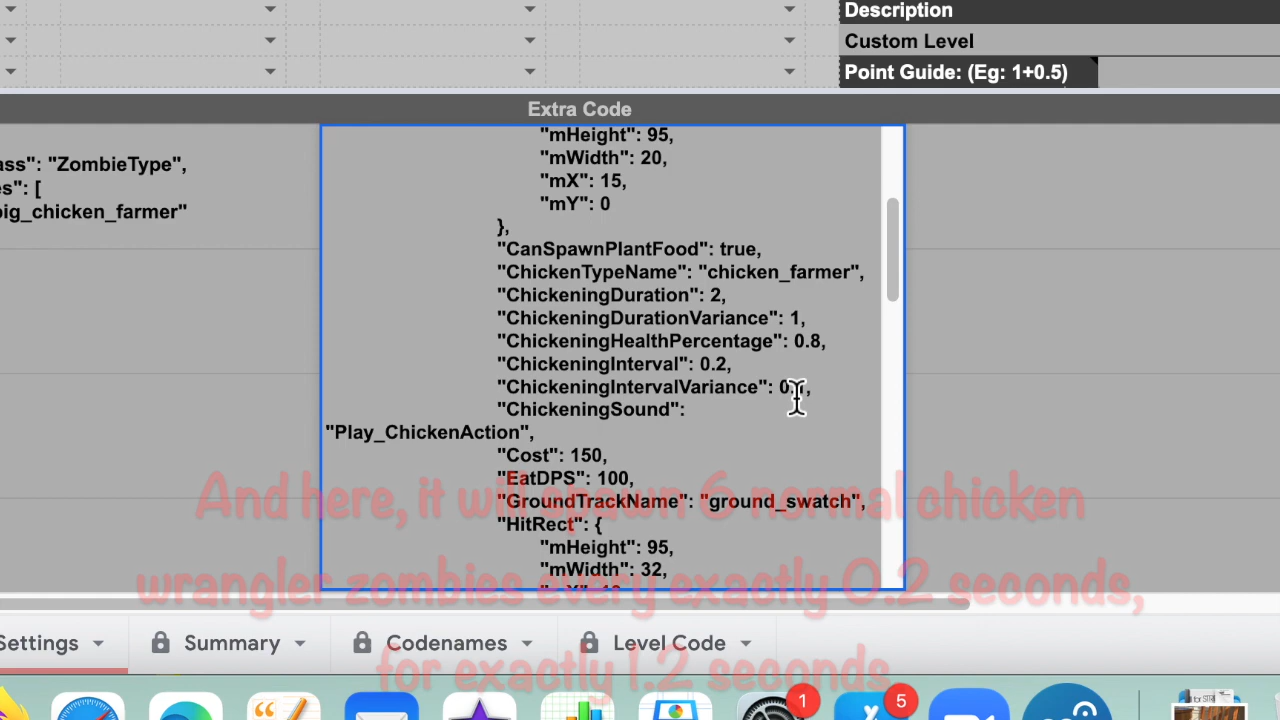 Description
Custom Level
Point Guide: (Eg: 1+0.5)
Extra Code
ass": "ZombieType",
es": [
big_chicken_farmer"
"mHeight": 95,
"mWidth": 20,
"mX": 15,
"mY": 0
},
"CanSpawnPlantFood": true,
"ChickenTypeName": "chicken_farmer",
"ChickeningDuration": 2,
"ChickeningDurationVariance": 1,
"ChickeningHealthPercentage": 0.8,
"ChickeningInterval": 0.2,
"ChickeningIntervalVariance":
"ChickeningSound":
"Play_ChickenAction",
"Cost": 150,
"EatDPS": 100,
"GroundTrackName": "ground_swatch",
"HitRect": {
"mHeight": 95,
"mWidth": 32,
And here, it will spawn 6 normal chicken
wrangler zombies every exactly 0.2 seconds,
for exactly 1.2 seconds
Settings
Summary
Codenames
Level Code
1
5